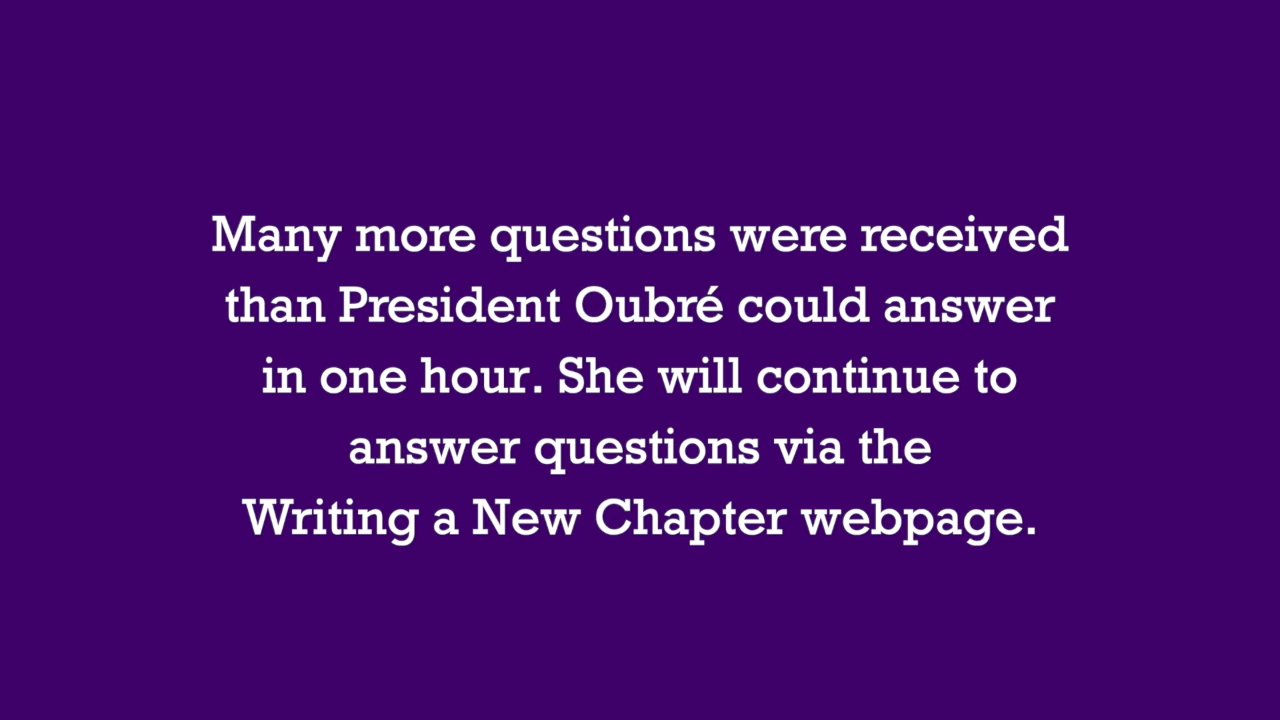 Many more questions were received
than President Oubré could answer
in one hour. She will continue to
answer questions via the
Writing a New Chapter webpage.